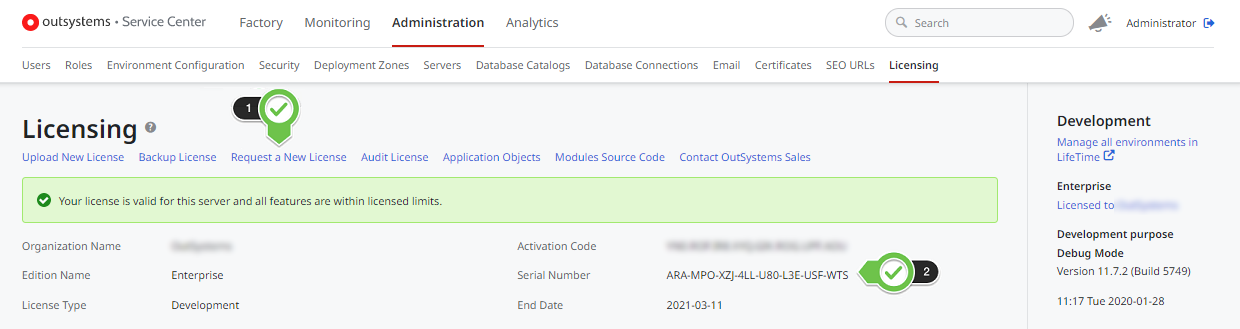 outsystems • Service Center Factory Monitoring Administration Analytics Search Administrator
Users Roles Environment Configuration Security Deployment Zones Servers Database Catalogs Database Connections Email Certificates SEO URLs Licensing
1
Licensing ?
Upload New License Backup License Request a New License Audit License Application Objects Modules Source Code Contact OutSystems Sales
Your license is valid for this server and all features are within licensed limits.
Organization Name
Activation Code
Edition Name Enterprise
Serial Number ARA-MPO-XZJ-4LL-U80-L3E-USF-WTS 2
License Type Development
End Date 2021-03-11
Development
Manage all environments in
LifeTime
Enterprise
Licensed to
Development purpose
Debug Mode
Version 11.7.2 (Build 5749)
11:17 Tue 2020-01-28